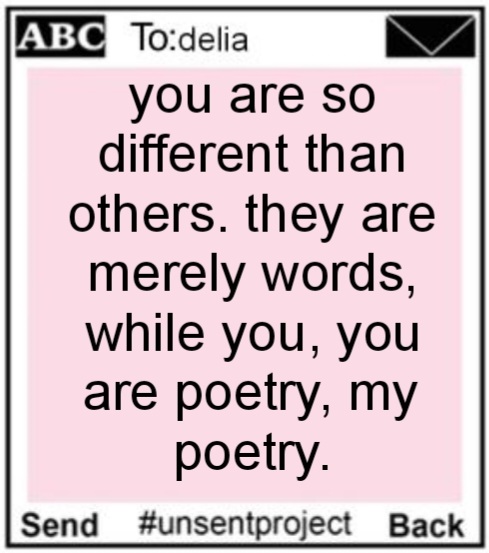 ABC To:delia
you are so
different than
others. they are
merely words,
while you, you
are poetry, my
poetry.
Send #unsentproject Back